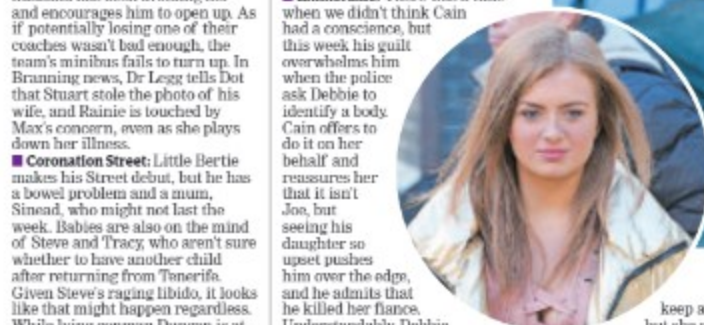 and encourages him to open up. As
if potentially losing one of their
coaches wasn't bad enough, the
team's minibus fails to turn up. In
Branning news, Dr Legg tells Dot
that Stuart stole the photo of his
wife, and Rainie is touched by
Max's concern, even as she plays
down her illness.
■ Coronation Street: Little Bertie
makes his Street debut, but he has
a bowel problem and a mum,
Sinead, who might not last the
week. Babies are also on the mind
of Steve and Tracy, who aren't sure
whether to have another child
after returning from Tenerife.
Given Steve's raging libido, it looks
like that might happen regardless.
when we didn't think Cain
had a conscience, but
this week his guilt
overwhelms him
when the police
ask Debbie to
identify a body.
Cain offers to
do it on her
behalf and
reassures her
that it isn't
Joe, but
seeing his
daughter so
upset pushes
him over the edge,
and he admits that
he killed her fiance.
Understandably Debbie
keep a